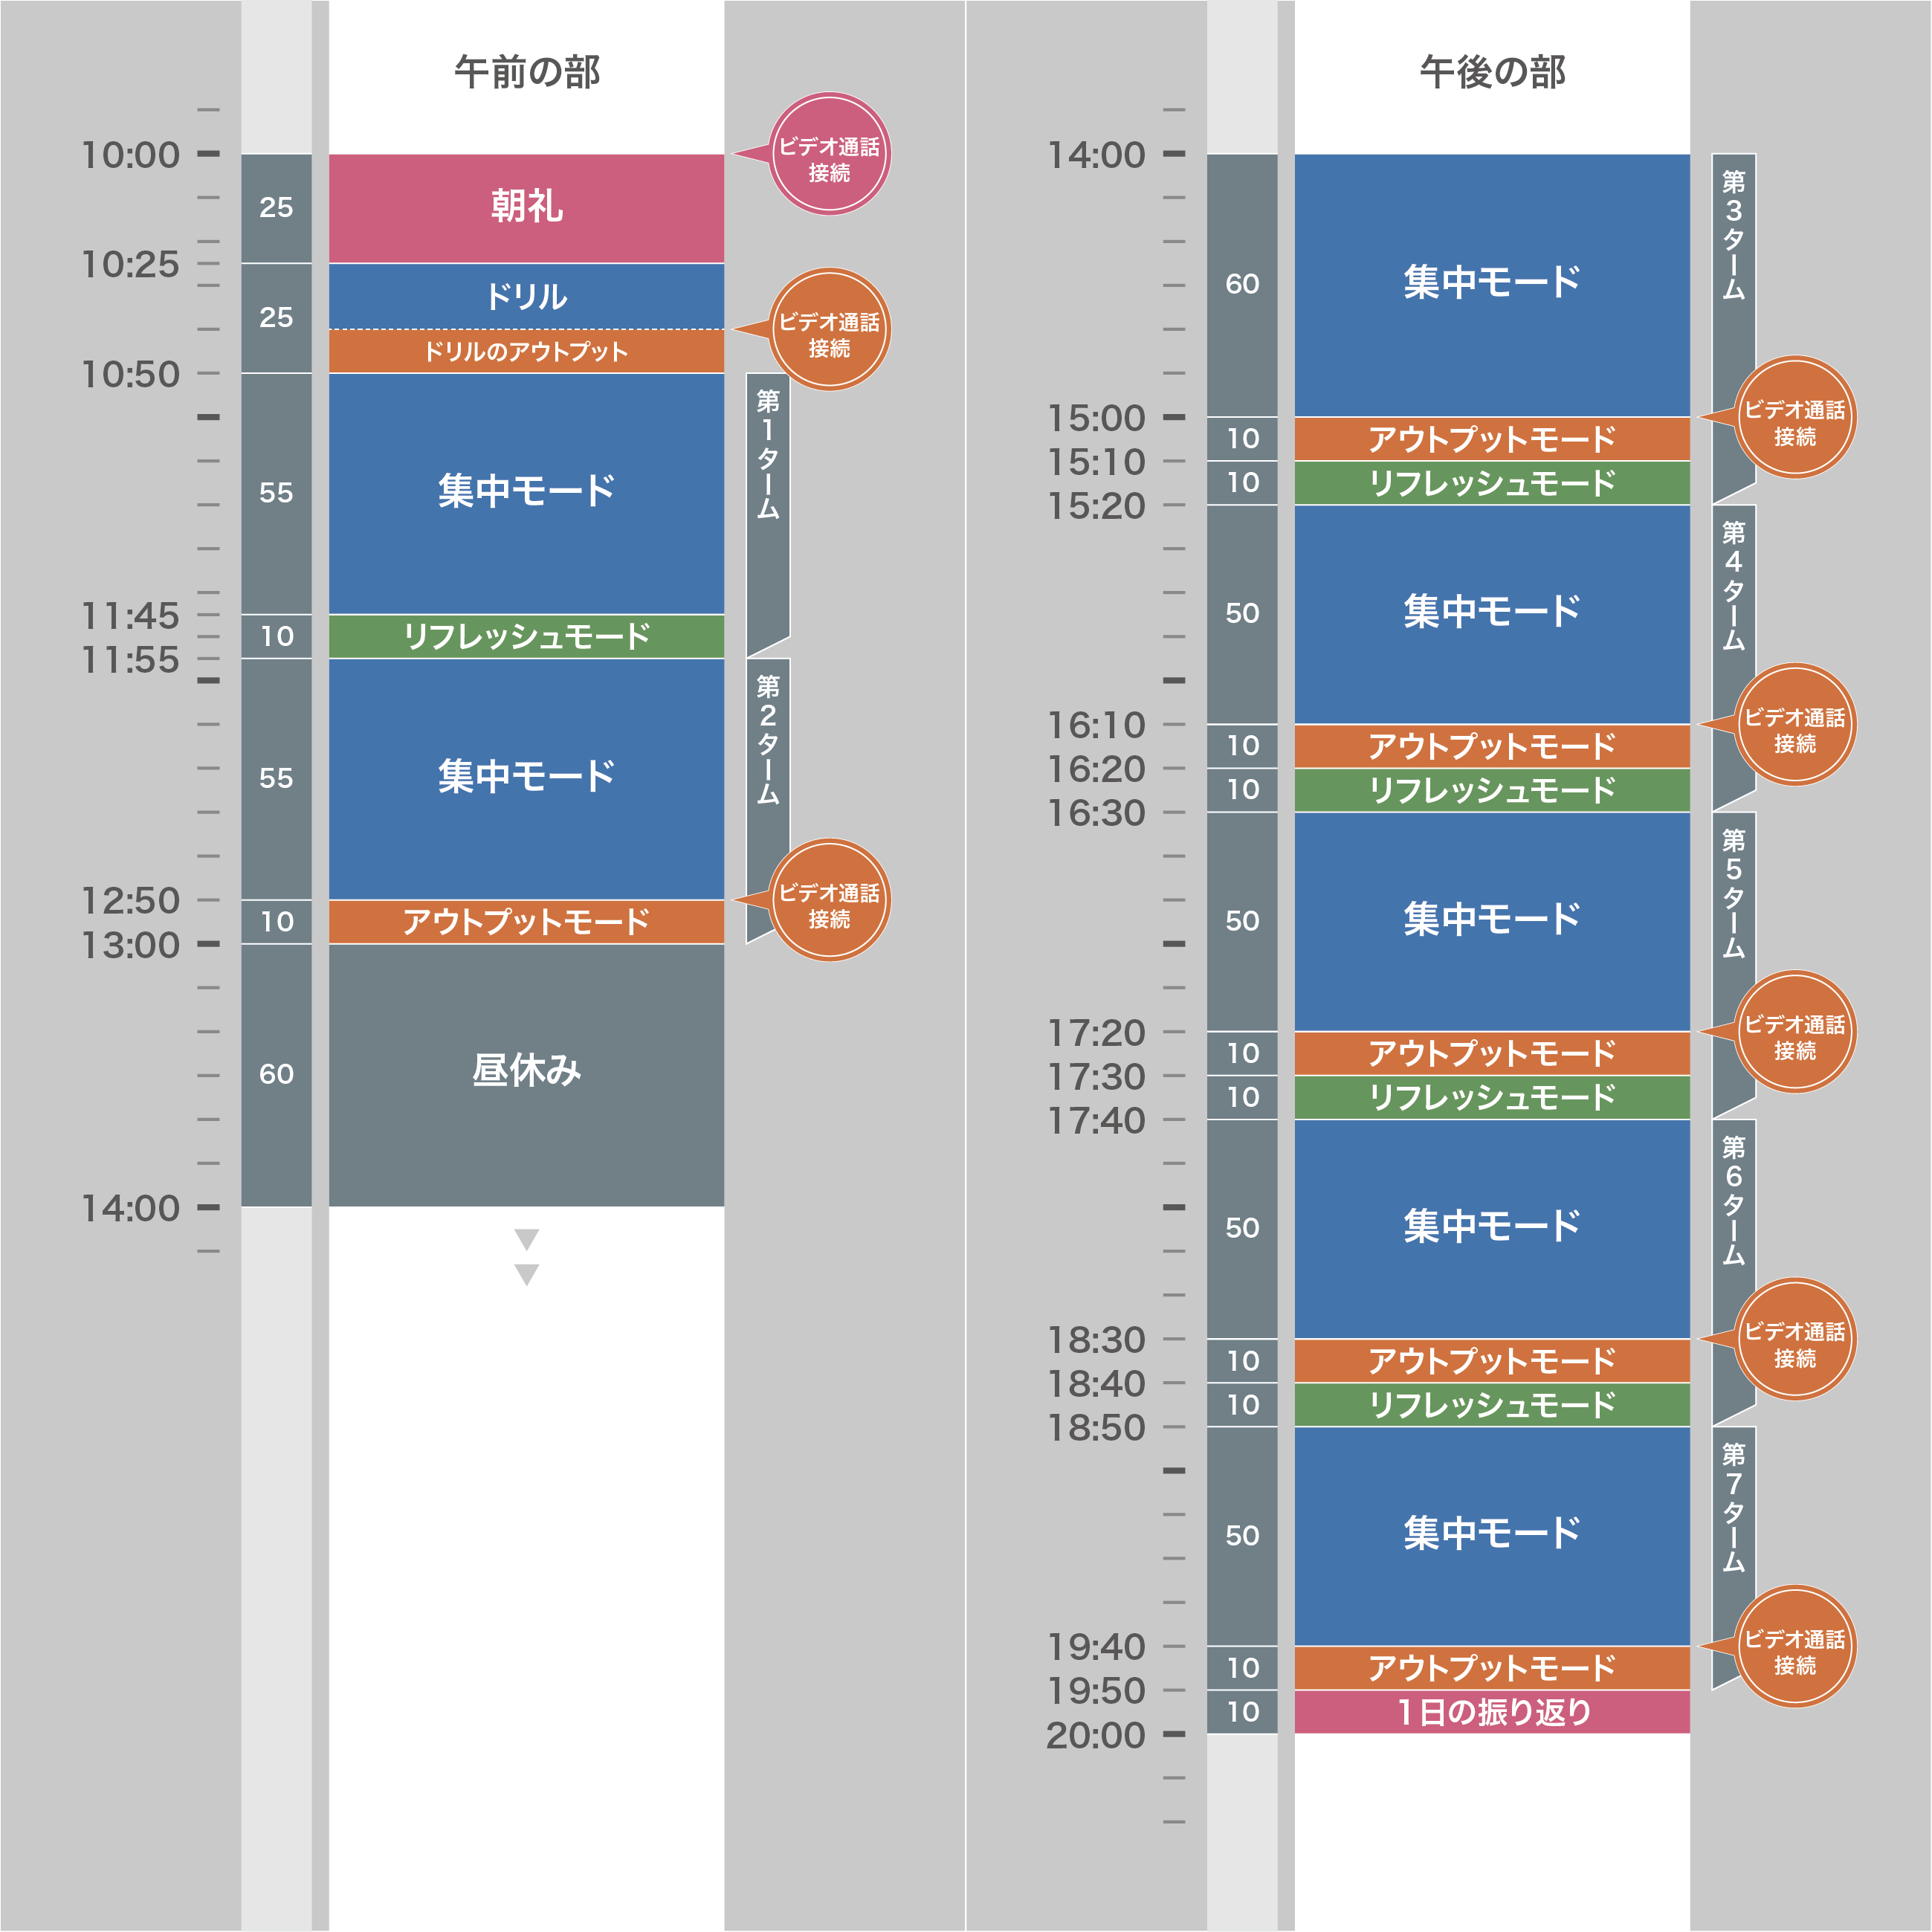 午前の部
10:00
25
朝礼
ビデオ通話
接続
10:25
25
ドリル
ドリルのアウトプット
ビデオ通話
接続
10:50
55
集中モード
第1ターム
11:45
10
リフレッシュモード
11:55
55
集中モード
第2ターム
12:50
10
アウトプットモード
ビデオ通話
接続
13:00
60
昼休み
14:00
午後の部
14:00
60
集中モード
第3ターム
15:00
10
アウトプットモード
ビデオ通話
接続
15:10
10
リフレッシュモード
15:20
50
集中モード
第4ターム
16:10
10
アウトプットモード
ビデオ通話
接続
16:20
10
リフレッシュモード
16:30
50
集中モード
第5ターム
17:20
10
アウトプットモード
ビデオ通話
接続
17:30
10
リフレッシュモード
17:40
50
集中モード
第6ターム
18:30
10
アウトプットモード
ビデオ通話
接続
18:40
10
リフレッシュモード
18:50
50
集中モード
第7ターム
19:40
10
アウトプットモード
ビデオ通話
接続
19:50
10
1日の振り返り
20:00